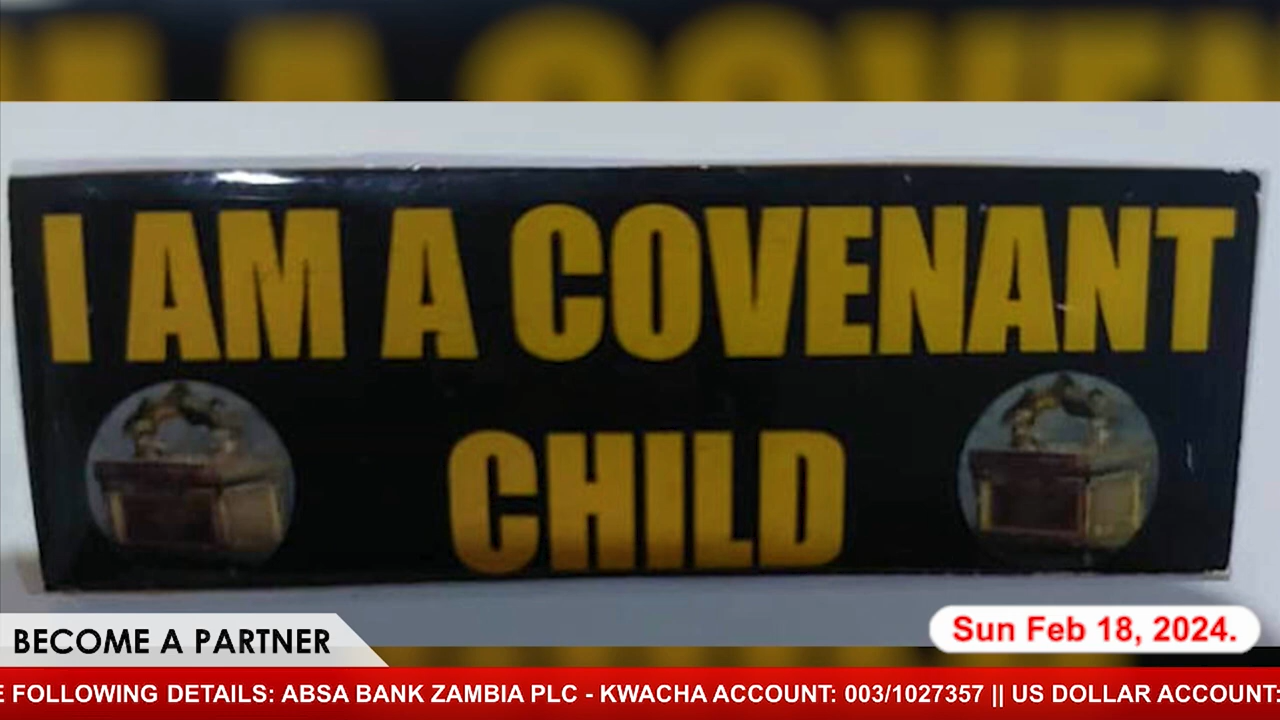 I AM A COVENANT
CHILD
BECOME A PARTNER
Sun Feb 18, 2024.
FOLLOWING DETAILS: ABSA BANK ZAMBIA PLC - KWACHA ACCOUNT: 003/1027357 || US DOLLAR ACCOUNT: